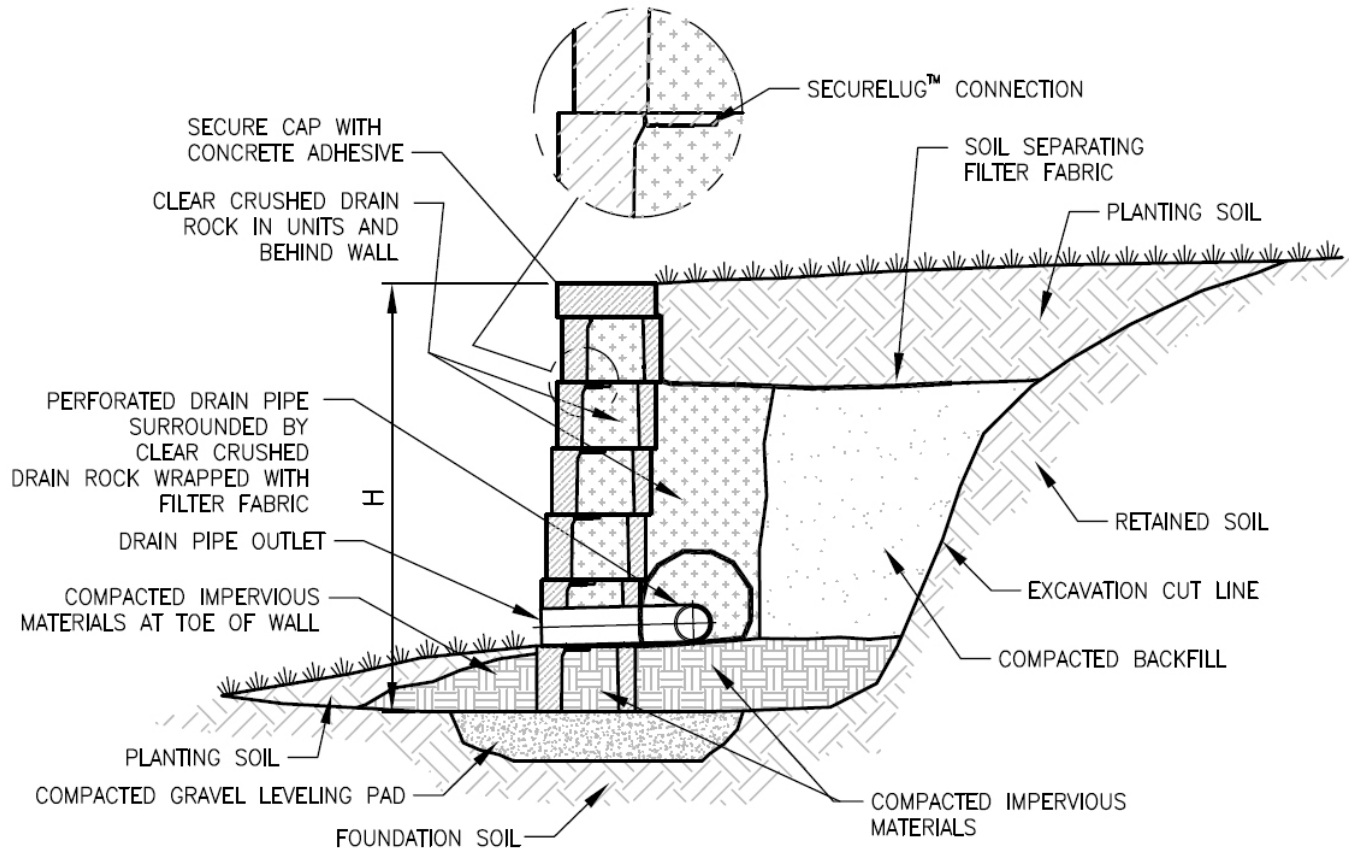 SECURELUG™ CONNECTION
SECURE CAP WITH
CONCRETE ADHESIVE
SOIL SEPARATING
FILTER FABRIC
CLEAR CRUSHED DRAIN
ROCK IN UNITS AND
BEHIND WALL
PLANTING SOIL
PERFORATED DRAIN PIPE
SURROUNDED BY
CLEAR CRUSHED
DRAIN ROCK WRAPPED WITH
FILTER FABRIC
H
RETAINED SOIL
DRAIN PIPE OUTLET
EXCAVATION CUT LINE
COMPACTED IMPERVIOUS
MATERIALS AT TOE OF WALL
COMPACTED BACKFILL
PLANTING SOIL
COMPACTED GRAVEL LEVELING PAD
COMPACTED IMPERVIOUS
MATERIALS
FOUNDATION SOIL